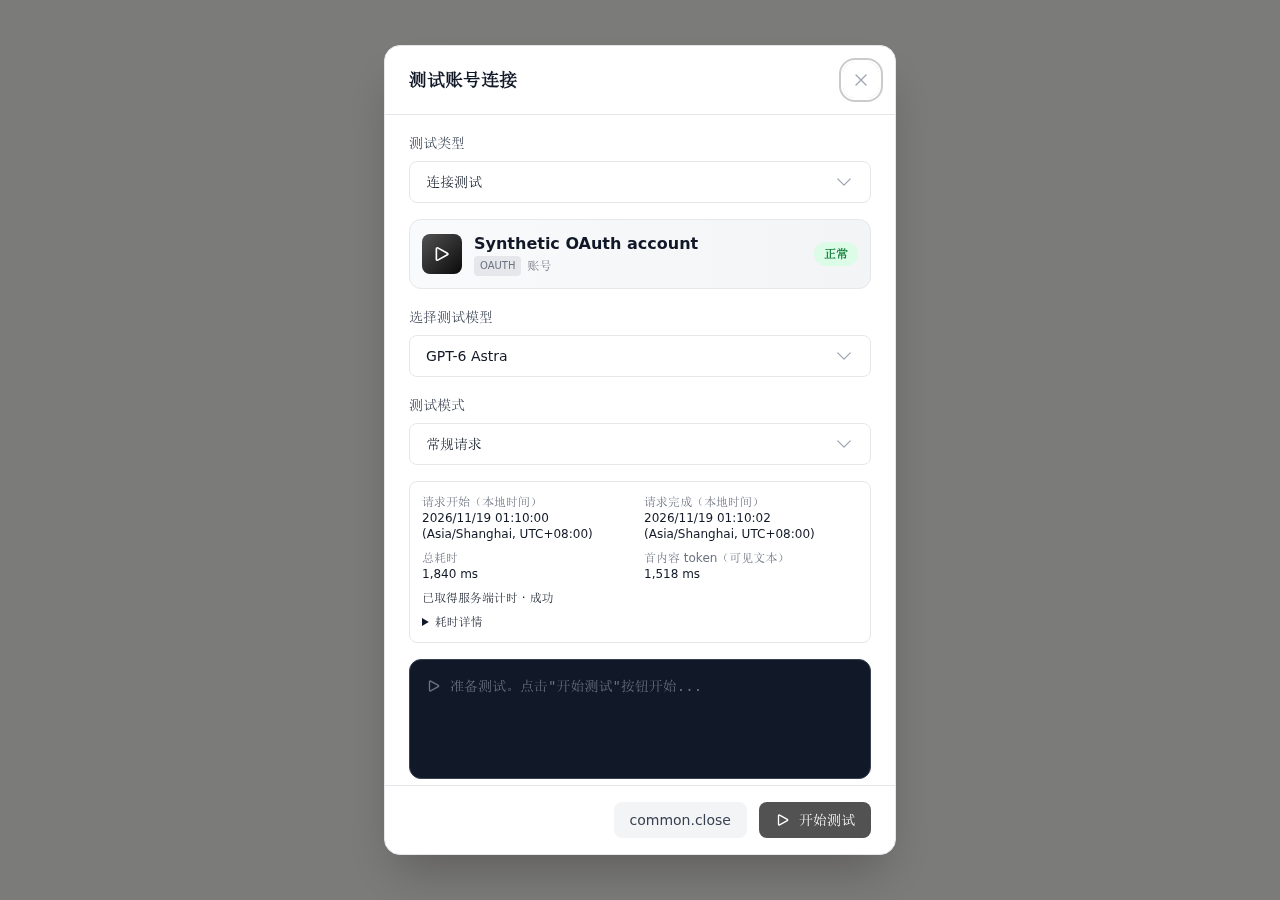 测试账号连接
测试类型
连接测试
Synthetic OAuth account
OAUTH 账号
正常
选择测试模型
GPT-6 Astra
测试模式
常规请求
请求开始（本地时间）
2026/11/19 01:10:00
(Asia/Shanghai, UTC+08:00)
请求完成（本地时间）
2026/11/19 01:10:02
(Asia/Shanghai, UTC+08:00)
总耗时
1,840 ms
首内容 token（可见文本）
1,518 ms
已取得服务端计时 · 成功
耗时详情
准备测试。点击"开始测试"按钮开始...
common.close
开始测试